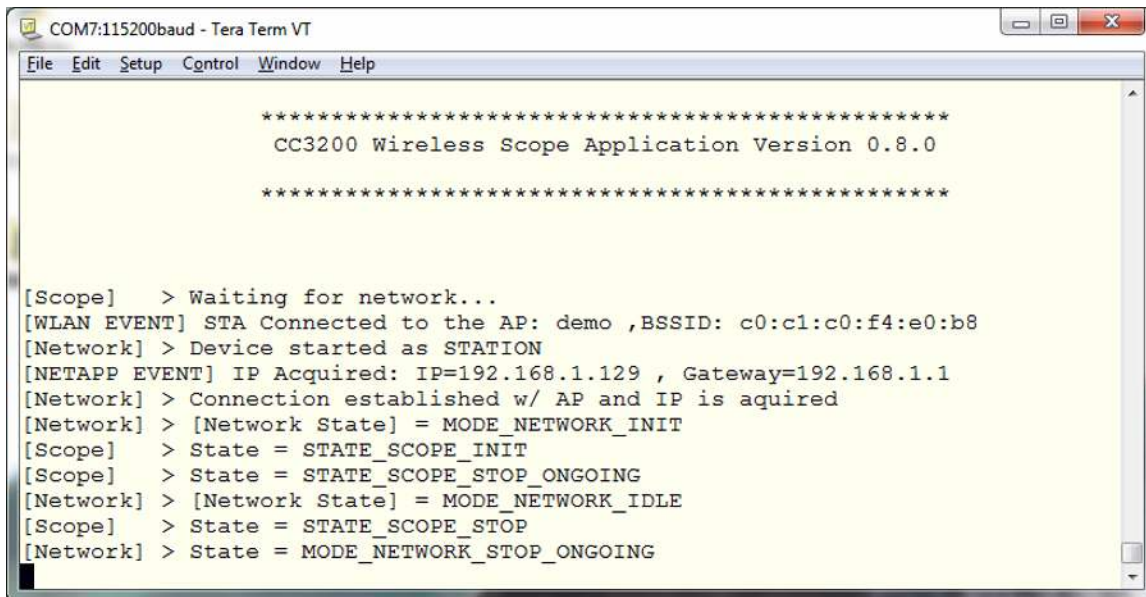 COM7:115200baud - Tera Term VT
File Edit Setup Control Window Help
*************************************************
CC3200 Wireless Scope Application Version 0.8.0
*************************************************
[Scope]   > Waiting for network...
[WLAN EVENT] STA Connected to the AP: demo ,BSSID: c0:c1:c0:f4:e0:b8
[Network] > Device started as STATION
[NETAPP EVENT] IP Acquired: IP=192.168.1.129 , Gateway=192.168.1.1
[Network] > Connection established w/ AP and IP is aquired
[Network] > [Network State] = MODE_NETWORK_INIT
[Scope]   > State = STATE_SCOPE_INIT
[Scope]   > State = STATE_SCOPE_STOP_ONGOING
[Network] > [Network State] = MODE_NETWORK_IDLE
[Scope]   > State = STATE_SCOPE_STOP
[Network] > State = MODE_NETWORK_STOP_ONGOING